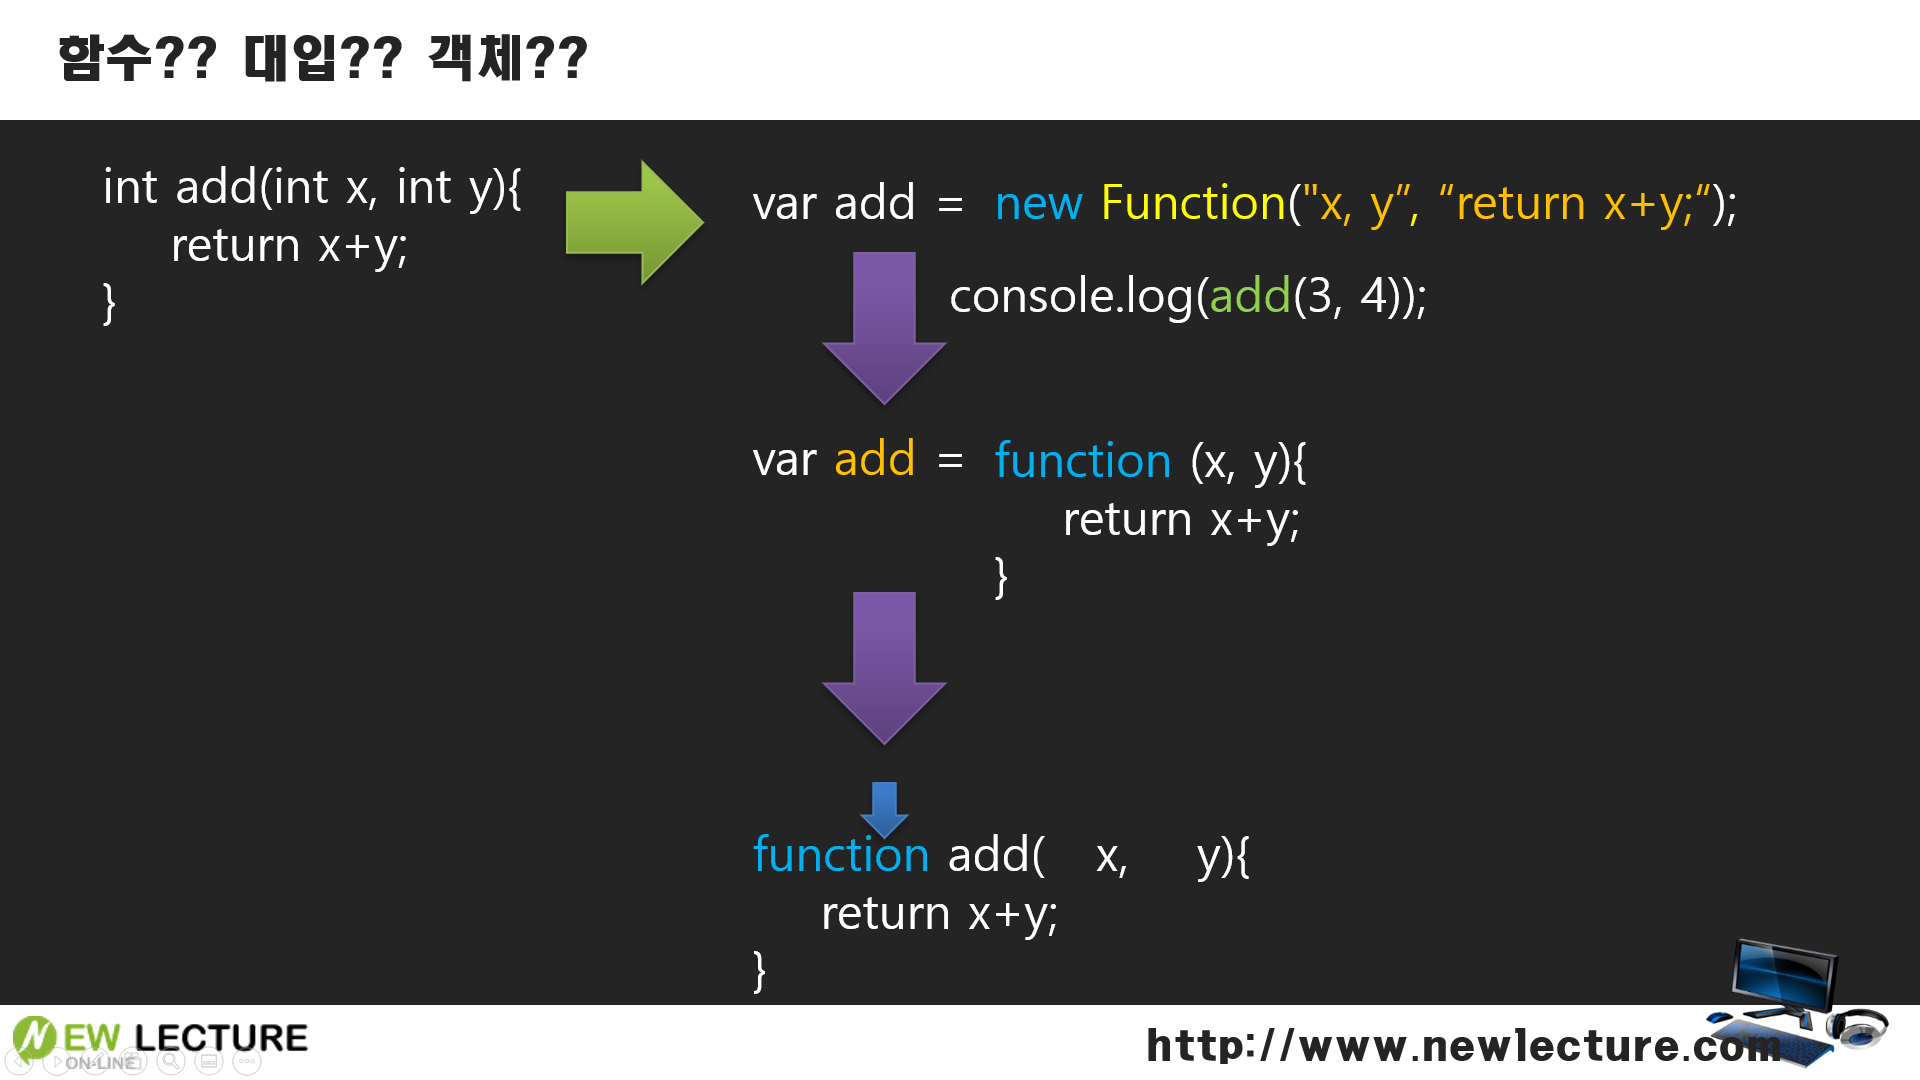 함수?? 대입?? 객체??
int add(int x, int y){
return x+y;
}
var add = new Function("x, y”, “return x+y;“);
console.log(add(3, 4));
var add = function (x, y){
return x+y;
}
function add( x, y){
return x+y;
}
NEW LECTURE
ON-LINE
http://www.newlecture.com